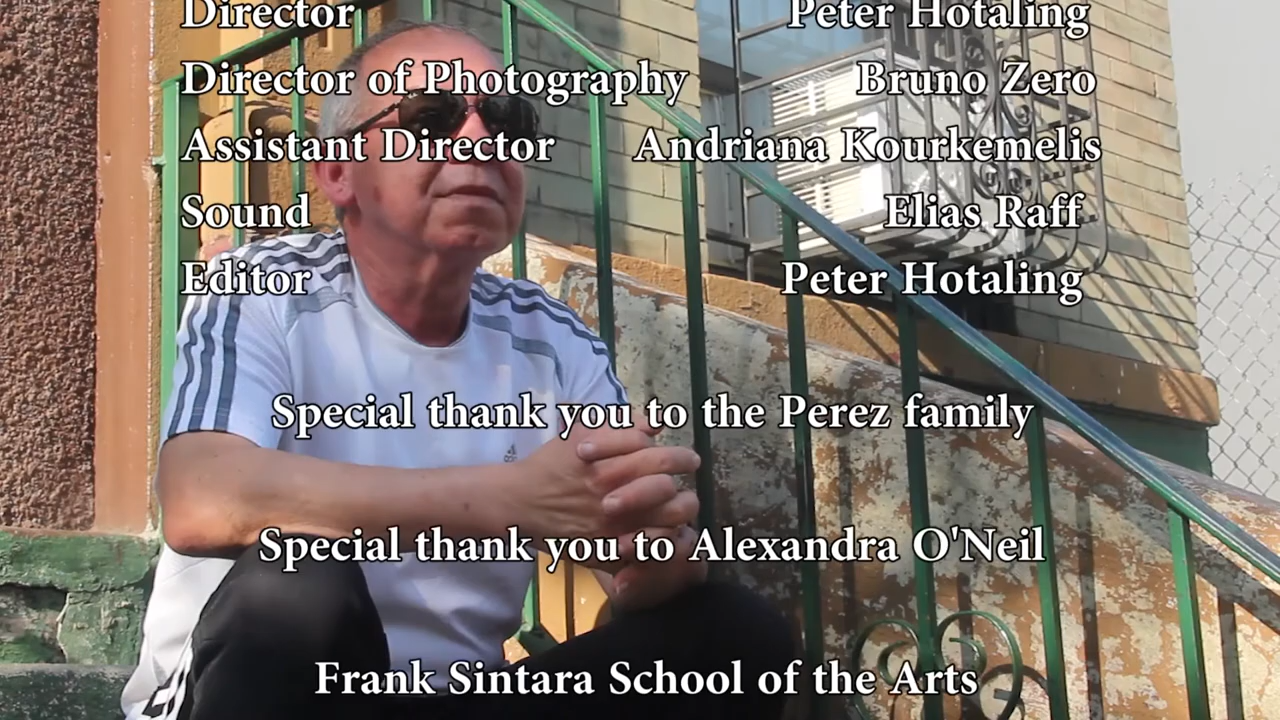 Director Peter Hotaling
Director of Photography Bruno Zero
Assistant Director Andriana Kourkemelis
Sound Elias Raff
Editor Peter Hotaling
Special thank you to the Perez family
Special thank you to Alexandra O'Neil
Frank Sintara School of the Arts